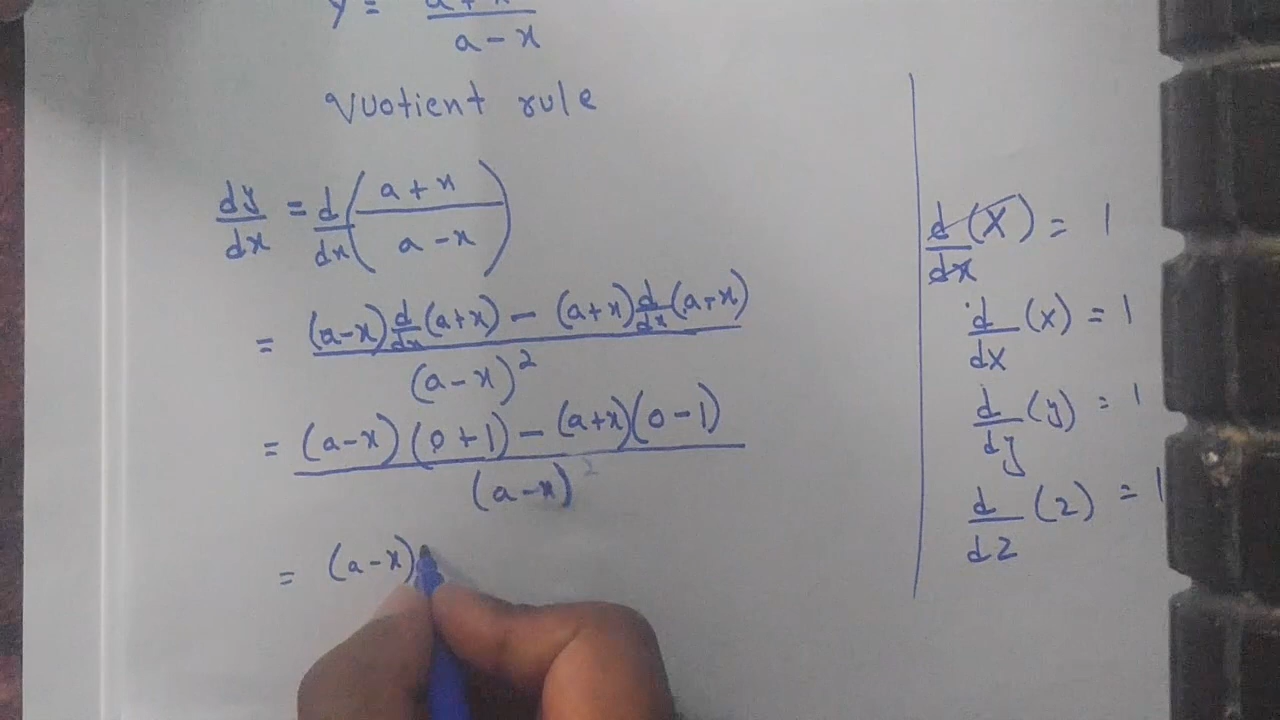 y = a+x / a-x
Quotient rule
dy/dx = d/dx ( a+x / a-x )
= (a-x) d/dx (a+x) - (a+x) d/dx (a+x) / (a-x)²
= (a-x) (0+1) - (a+x) (0-1) / (a-x)²
= (a-x)
d/dx (x) = 1
d/dx (x) = 1
d/dy (y) = 1
d/dz (z) = 1